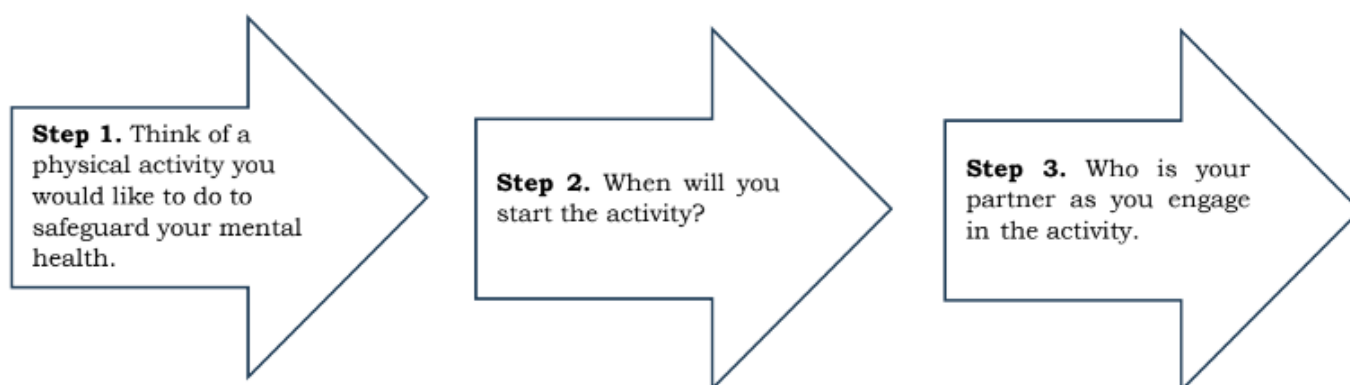 Step 1. Think of a
physical activity you
would like to do to
safeguard your mental
health.
Step 2. When will you
start the activity?
Step 3. Who is your
partner as you engage
in the activity.